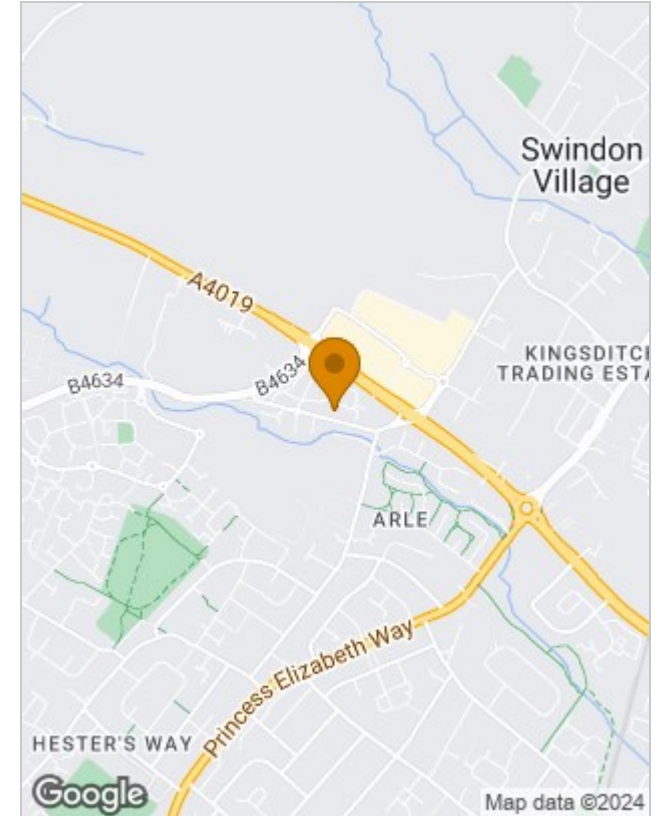 Swindon
Village
A4019
KINGSDITCH
TRADING ESTA
B4634
B4634
ARLE
Princess Elizabeth Way
HESTER'S WAY
Google
Map data ©2024